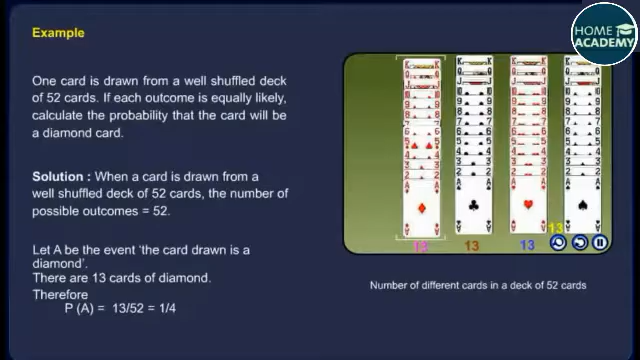 Example
HOME
ACADEMY
One card is drawn from a well shuffled deck
of 52 cards. If each outcome is equally likely,
calculate the probability that the card will be
a diamond card.
Solution : When a card is drawn from a
well shuffled deck of 52 cards, the number of
possible outcomes = 52.
Let A be the event ‘the card drawn is a
diamond’.
There are 13 cards of diamond.
Therefore
P (A) = 13/52 = 1/4
13 13 13 13
Number of different cards in a deck of 52 cards